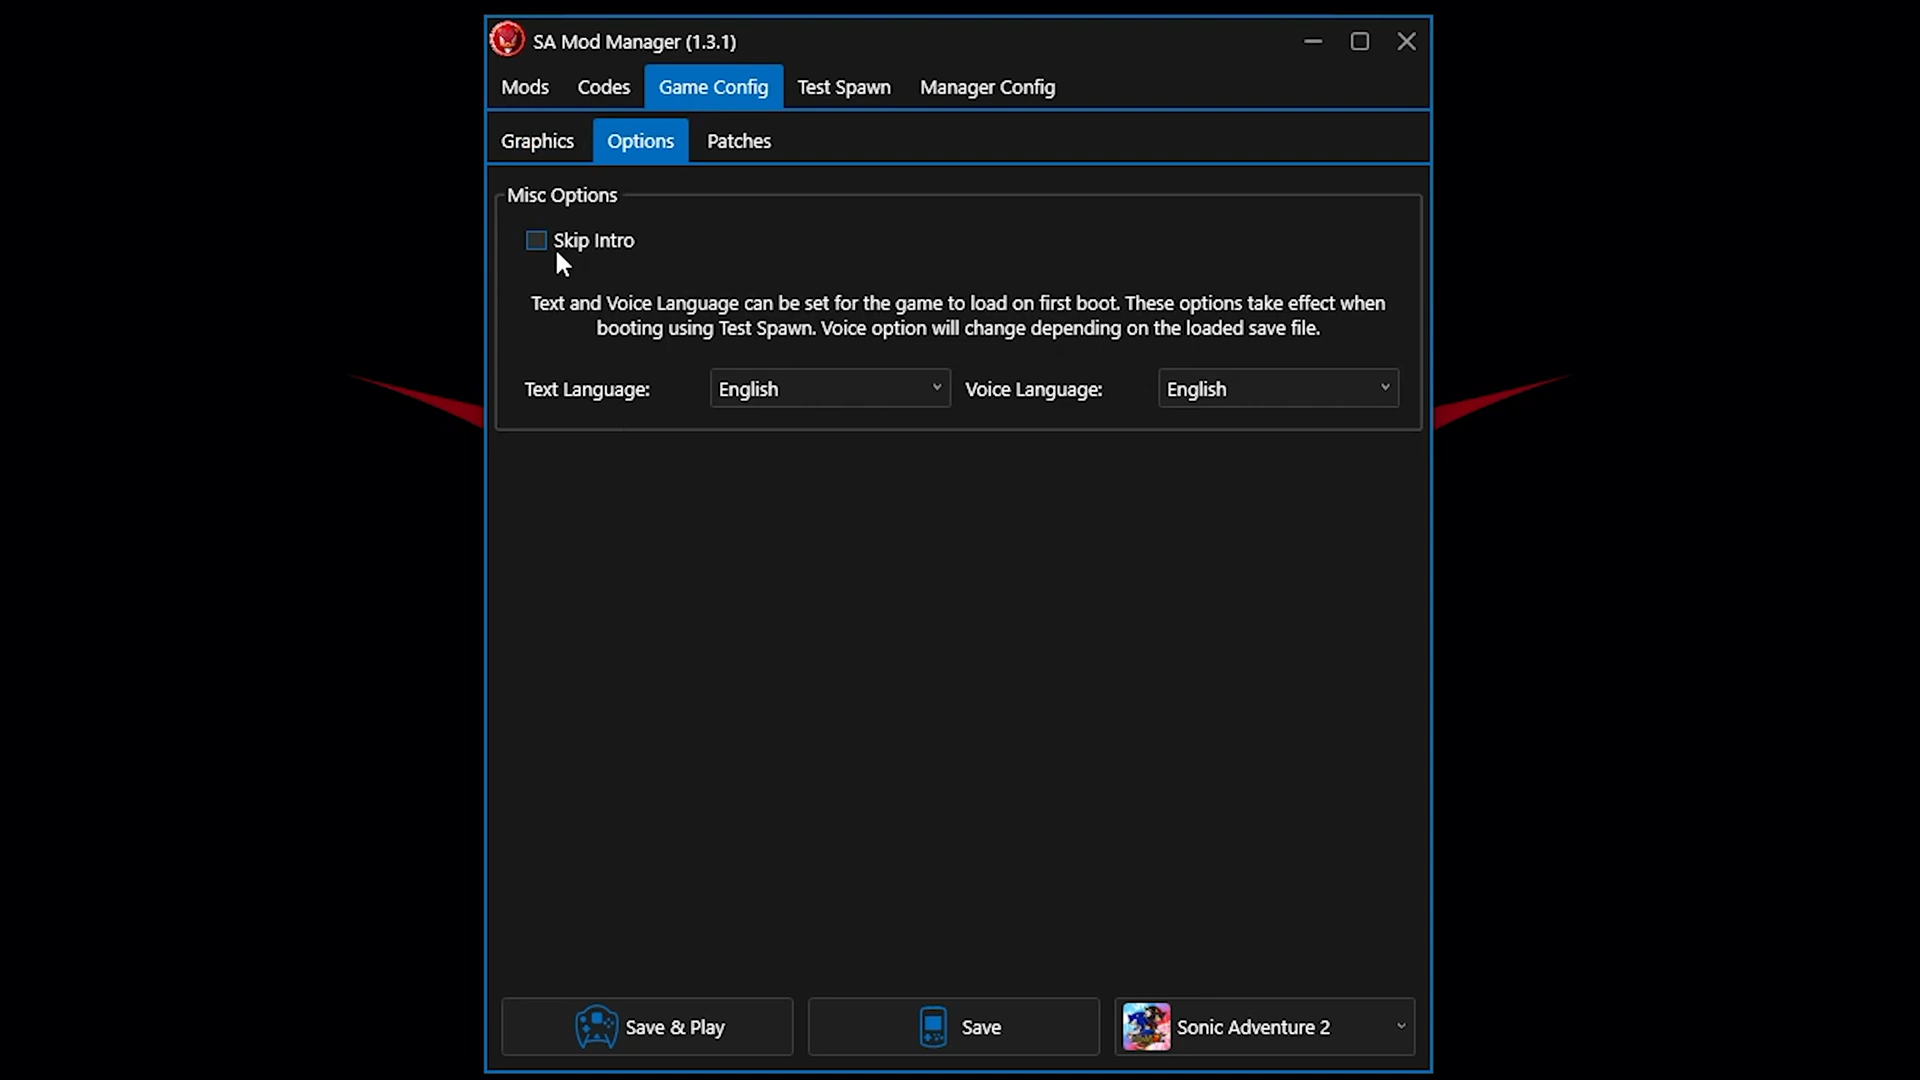 SA Mod Manager (1.3.1)
Mods Codes Game Config Test Spawn Manager Config
Graphics Options Patches
Misc Options
Skip Intro
Text and Voice Language can be set for the game to load on first boot. These options take effect when
booting using Test Spawn. Voice option will change depending on the loaded save file.
Text Language: English Voice Language: English
Save & Play Save Sonic Adventure 2